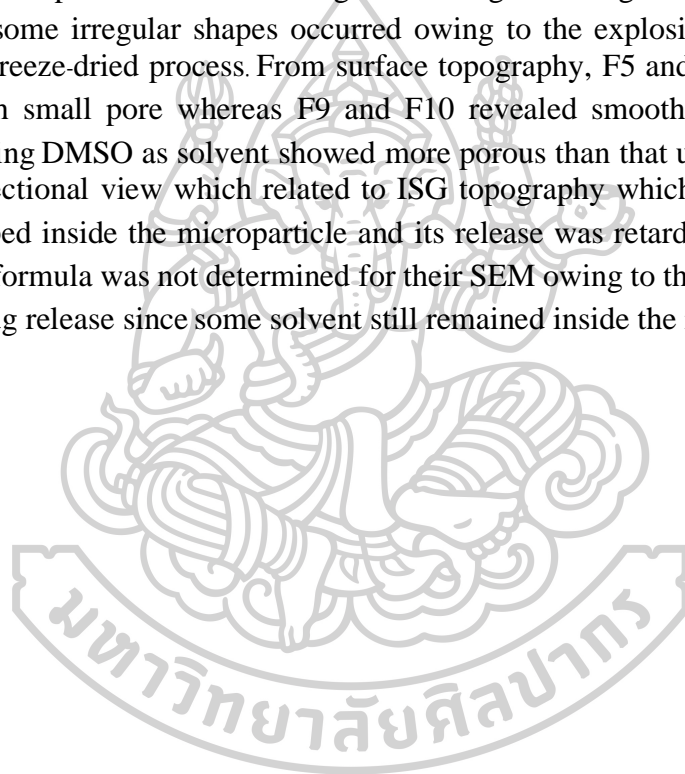 some irregular shapes occurred owing to the explosi
reeze-dried process. From surface topography, F5 and
small pore whereas F9 and F10 revealed smooth
ing DMSO as solvent showed more porous than that u
ectional view which related to ISG topography which
ed inside the microparticle and its release was retard
formula was not determined for their SEM owing to th
g release since some solvent still remained inside the
มหาวิทยาลัยศิลปากร